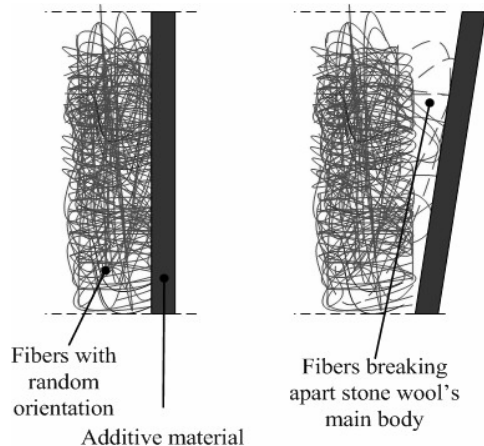 Fibers with
random
orientation
Additive material
Fibers breaking
apart stone wool's
main body